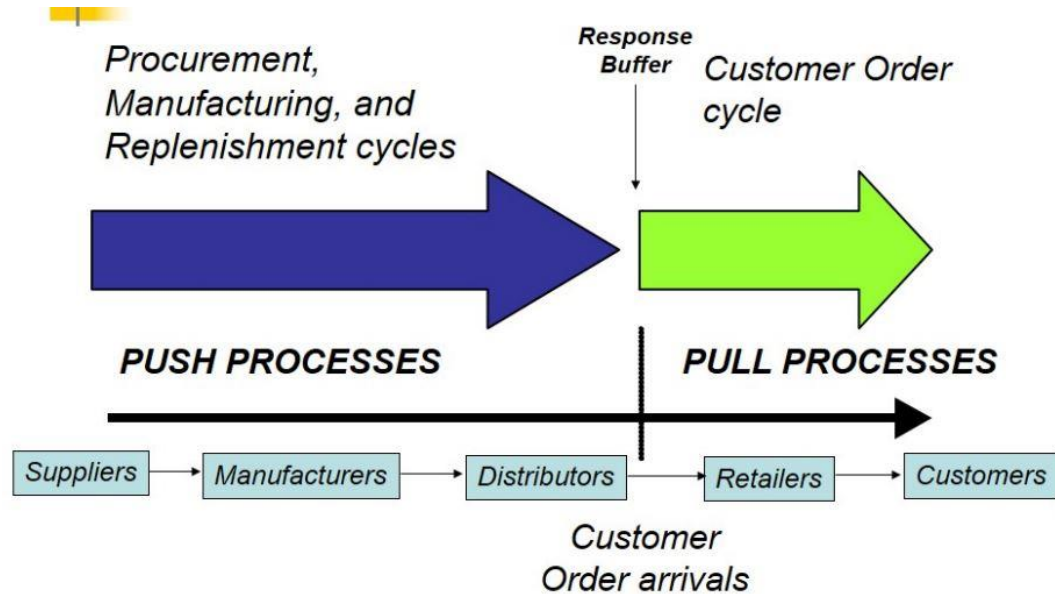 Procurement,
Manufacturing, and
Replenishment cycles
Response
Buffer
Customer Order
cycle
PUSH PROCESSES
PULL PROCESSES
Suppliers
Manufacturers
Distributors
Retailers
Customers
Customer
Order arrivals